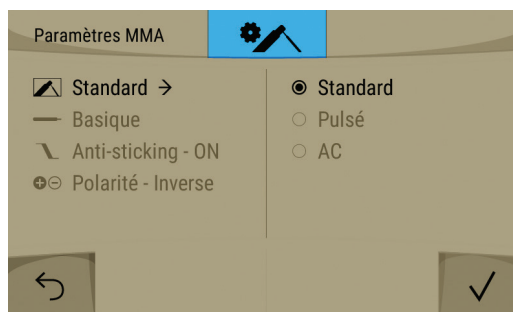 Paramètres MMA
Standard →
Basique
Anti-sticking - ON
Polarité - Inverse
Standard
Pulsé
AC